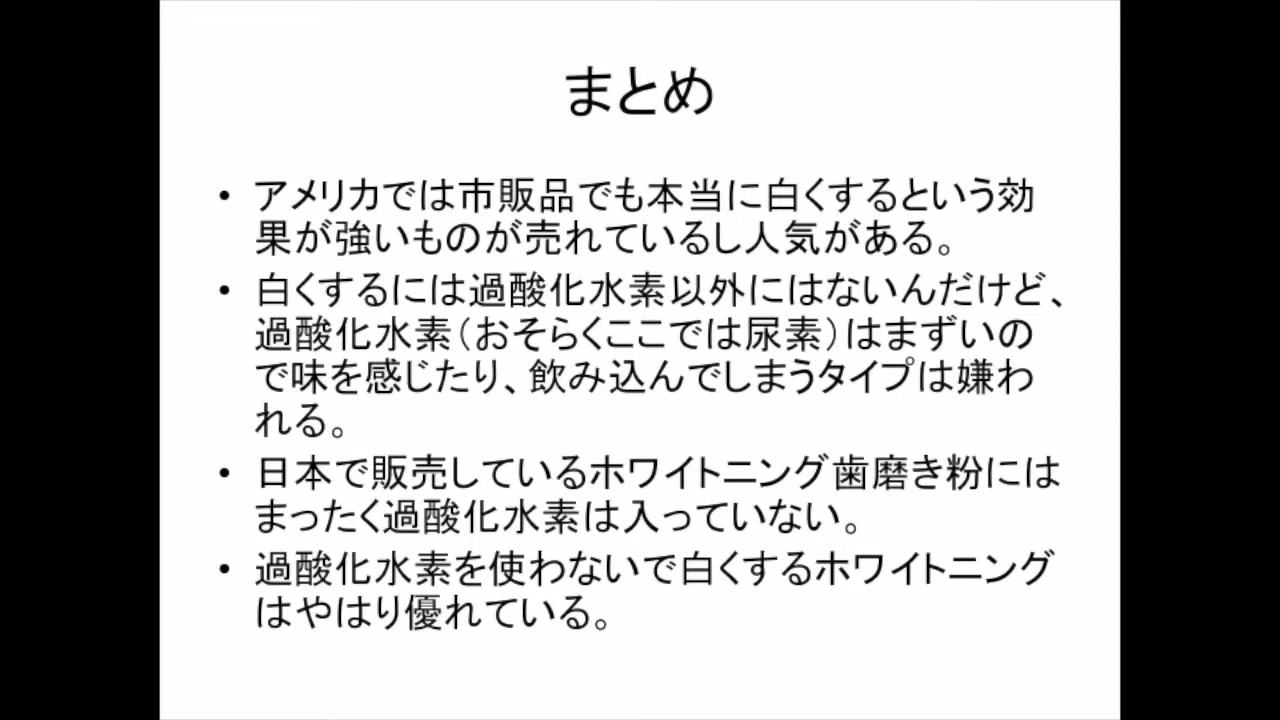 まとめ
• アメリカでは市販品でも本当に白くするという効
果が強いものが売れているし人気がある。
• 白くするには過酸化水素以外にはないんだけど、
過酸化水素(おそらくここでは尿素)はまずいの
で味を感じたり、飲み込んでしまうタイプは嫌わ
れる。
• 日本で販売しているホワイトニング歯磨き粉には
まったく過酸化水素は入っていない。
• 過酸化水素を使わないで白くするホワイトニング
はやはり優れている。